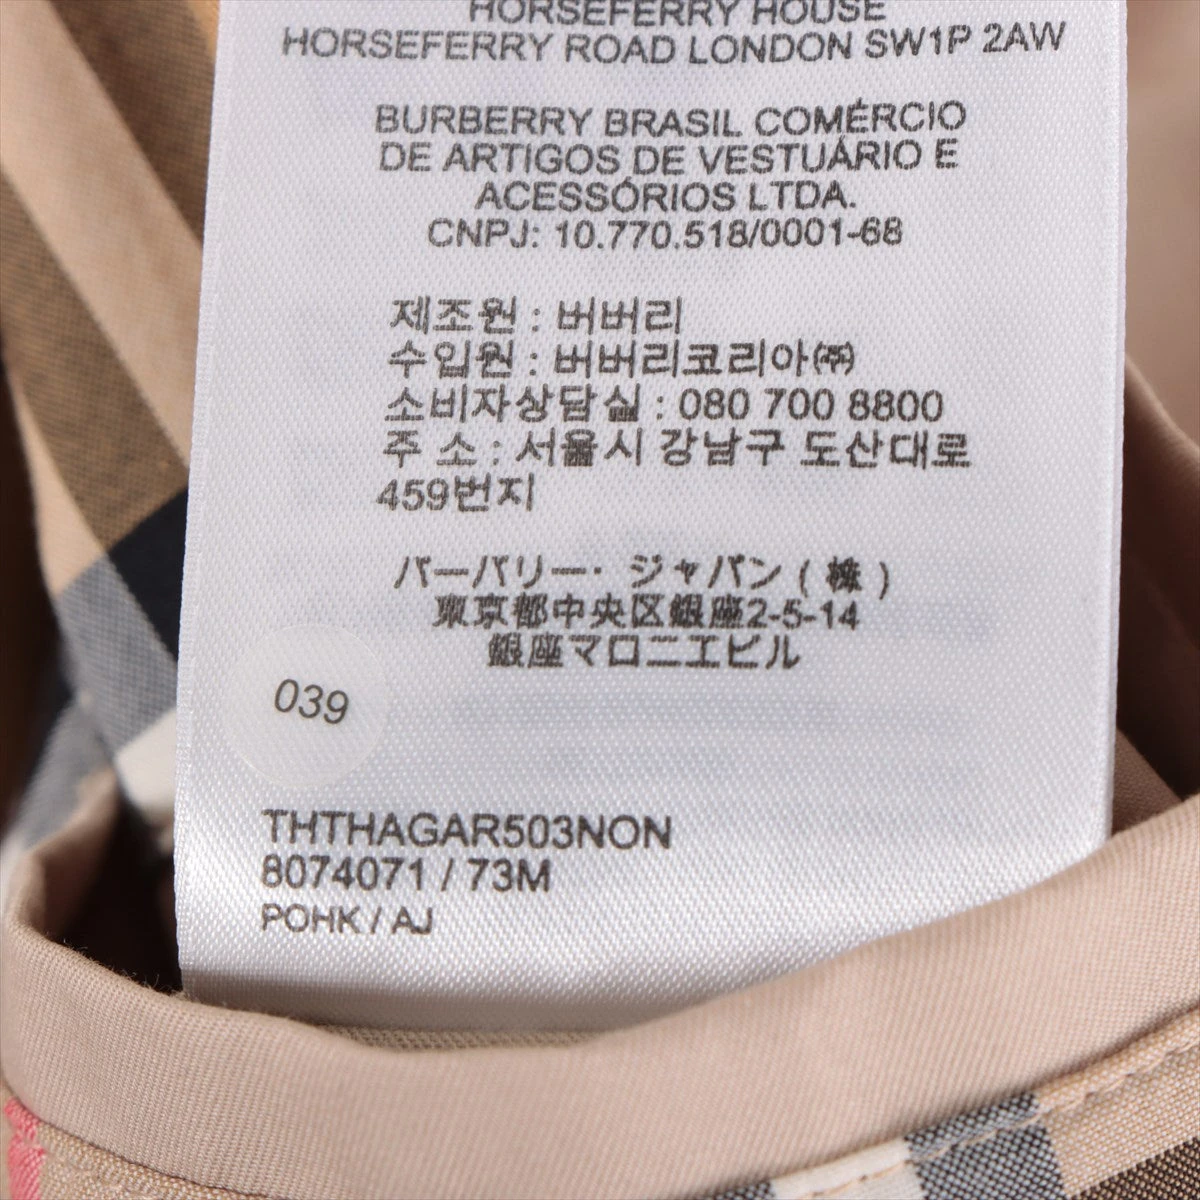 HORSEFERRY HOUSE
HORSEFERRY ROAD LONDON SW1P 2AW
BURBERRY BRASIL COMÉRCIO
DE ARTIGOS DE VESTUÁRIO E
ACESSÓRIOS LTDA.
CNPJ: 10.770.518/0001-68
제조원 : 버버리
수입원 : 버버리코리아㈜
소비자상담실 : 080 700 8800
주 소 : 서울시 강남구 도산대로
459번지
バーバリー・ジャパン ( 株 )
東京都中央区銀座2-5-14
銀座マロニエビル
039
THTHAGAR503NON
8074071 / 73M
POHK / AJ